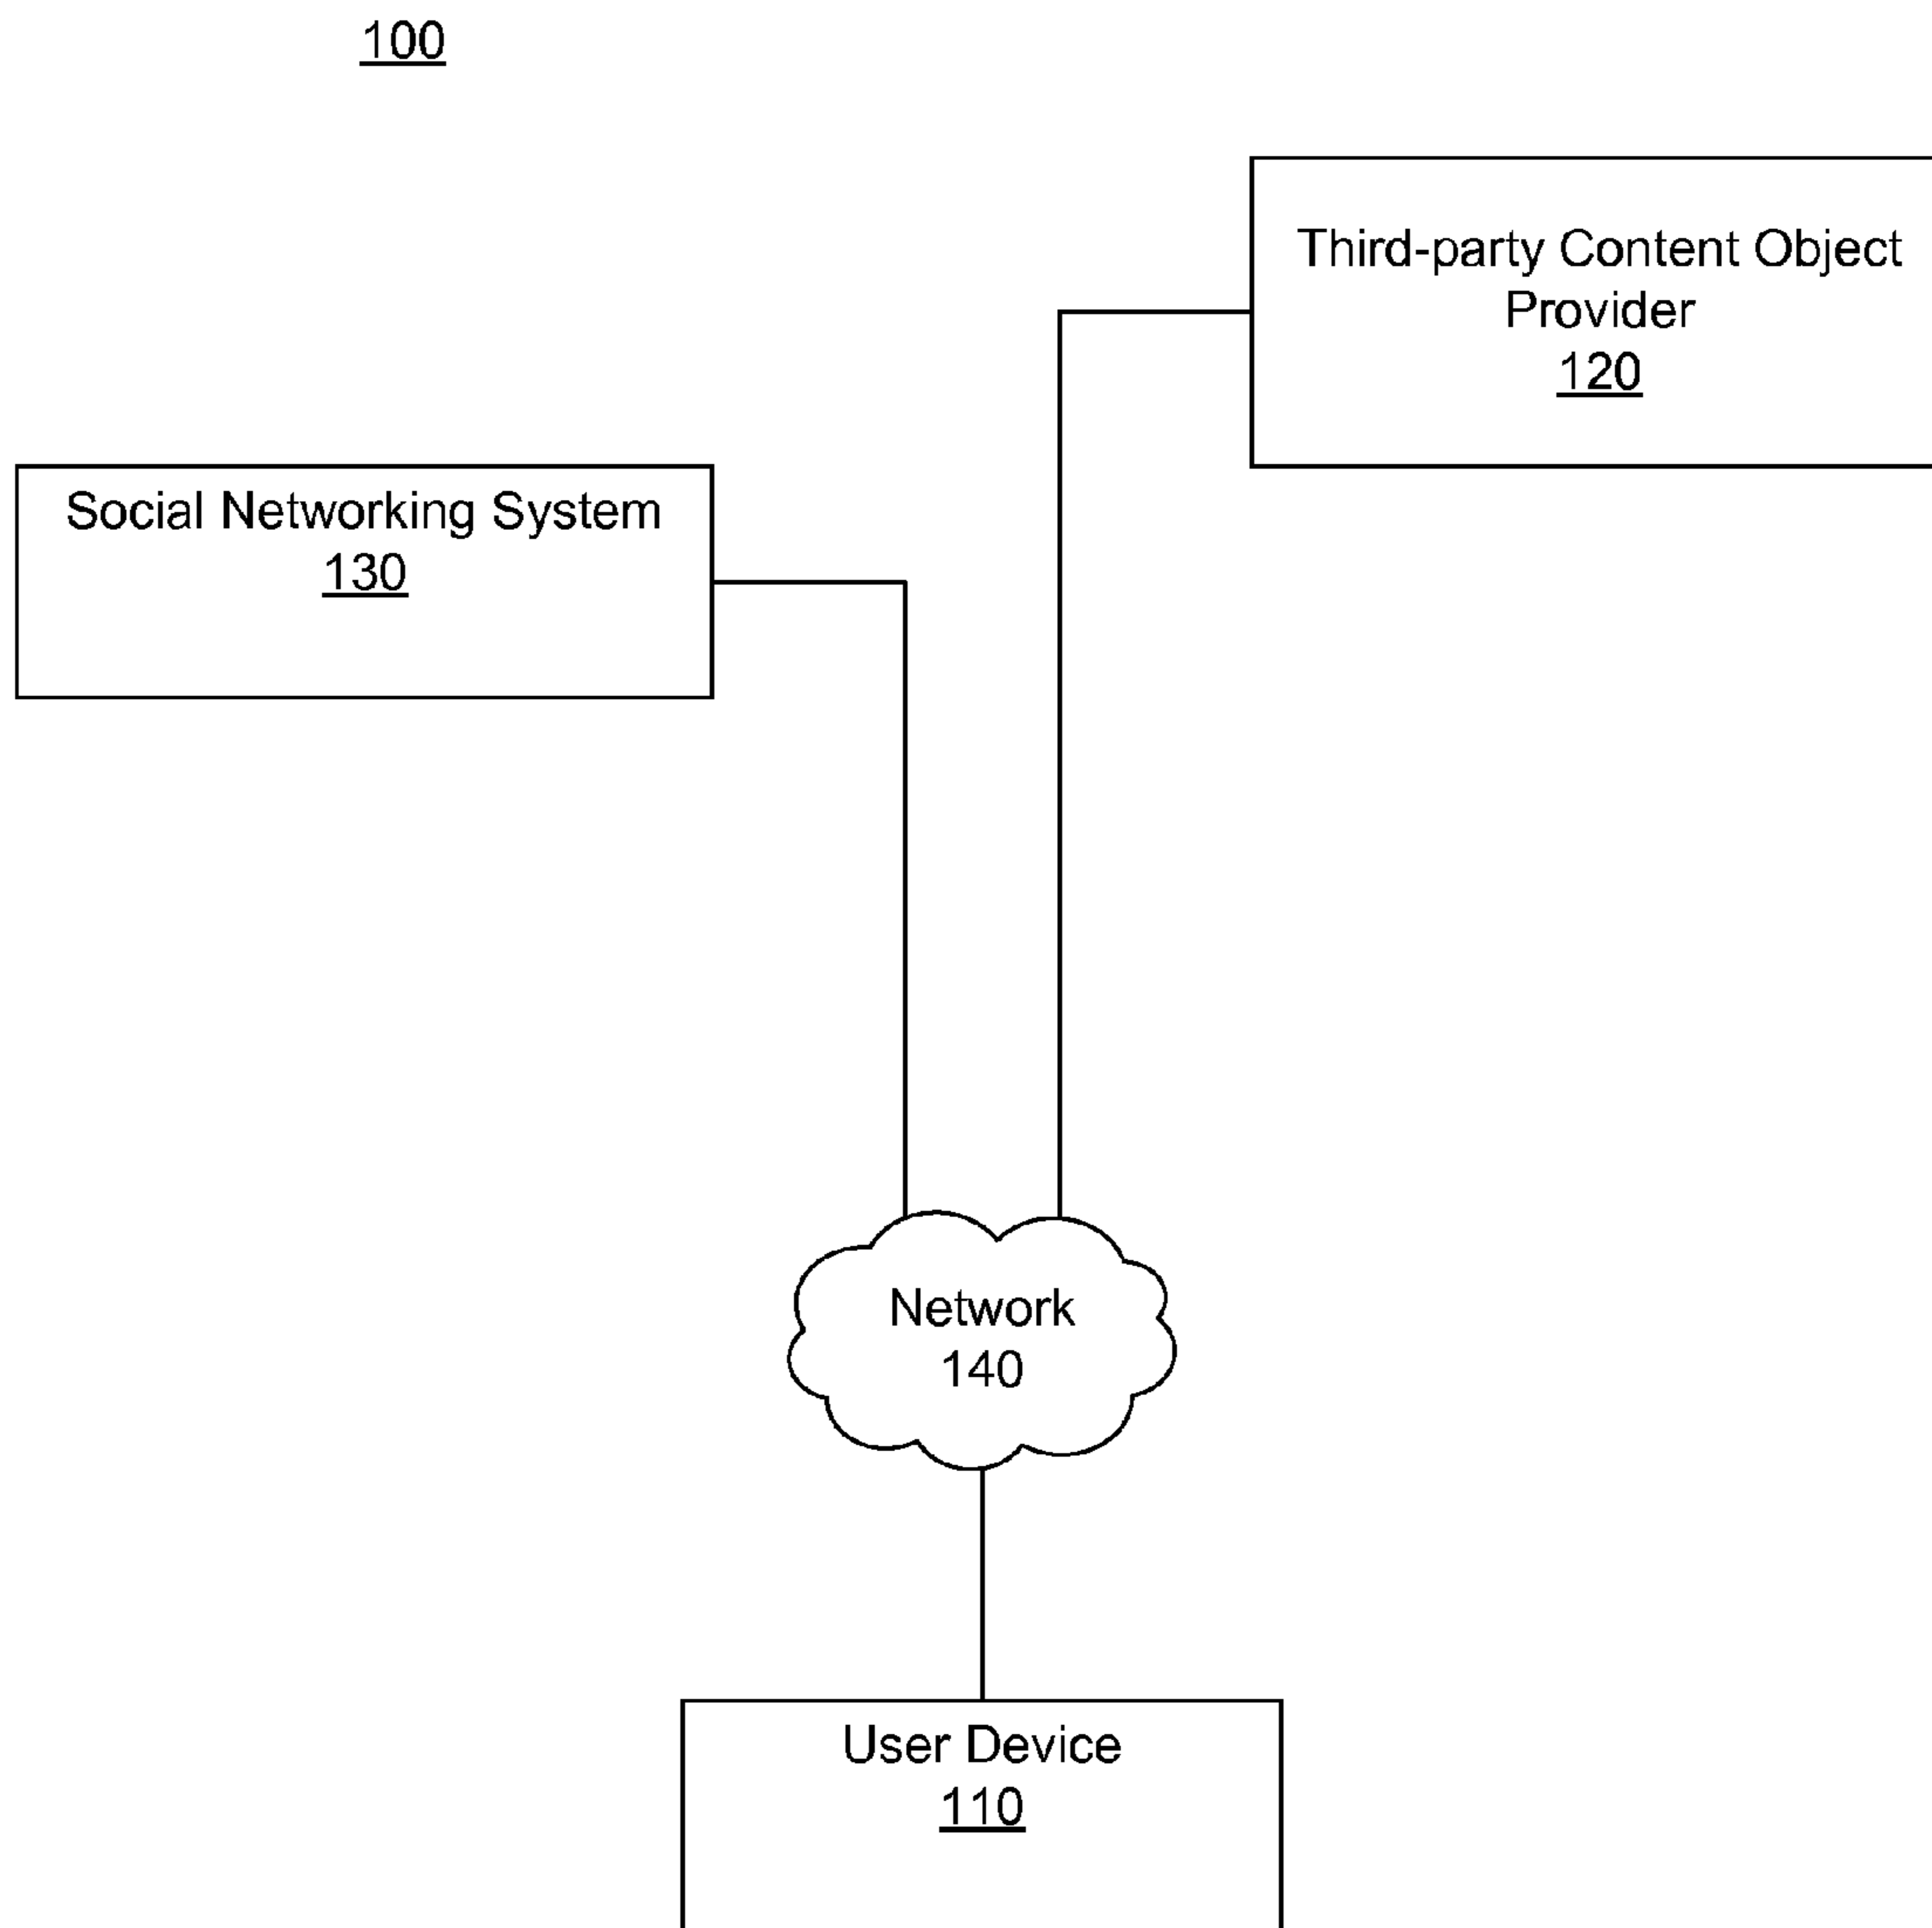 100
Third-party Content Object
Provider
120
Social Networking System
130
Network
140
User Device
110